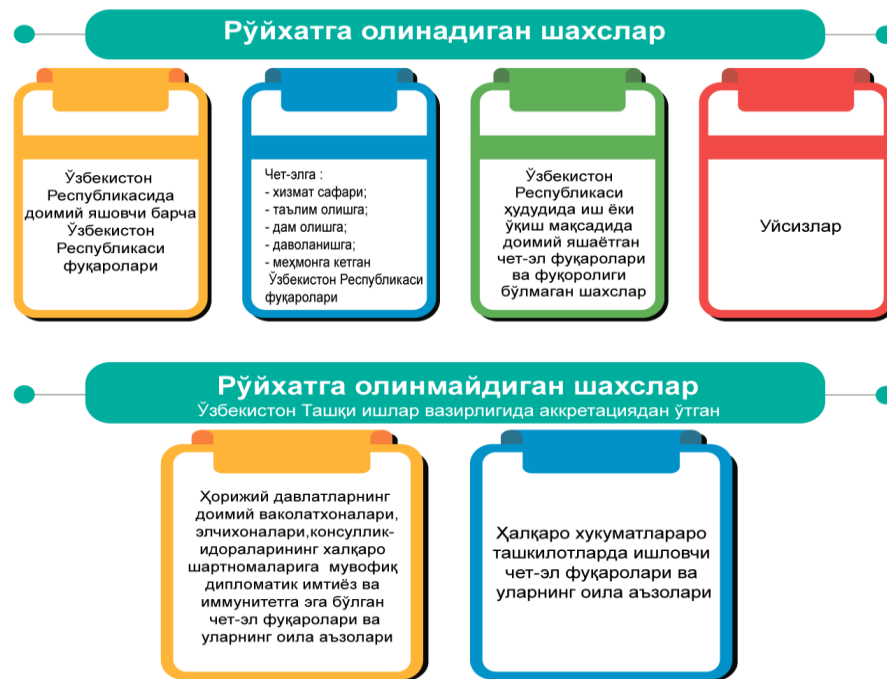 Рўйхатга олинадиган шахслар
Ўзбекистон
Республикасида
доимий яшовчи барча
Ўзбекистон
Республикаси
фуқаролари
Чет-элга :
- хизмат сафари;
- таълим олишга;
- дам олишга;
- даволанишга;
- меҳмонга кетган
Ўзбекистон Республикаси
фуқаролари
Ўзбекистон
Республикаси
ҳудудида иш ёки
ўқиш мақсадида
доимий яшаётган
чет-эл фуқаролари
ва фуқоролиги
бўлмаган шахслар
Уйсизлар
Рўйхатга олинмайдиган шахслар
Ўзбекистон Ташқи ишлар вазирлигида аккретациядан ўтган
Ҳорижий давлатларнинг
доимий ваколатхоналари,
элчихоналари,консуллик-
идораларининг халқаро
шартномаларига мувофиқ
дипломатик имтиёз ва
иммунитетга эга бўлган
чет-эл фуқаролари ва
уларнинг оила аъзолари
Ҳалқаро хукуматлараро
ташкилотларда ишловчи
чет-эл фуқаролари ва
уларнинг оила аъзолари